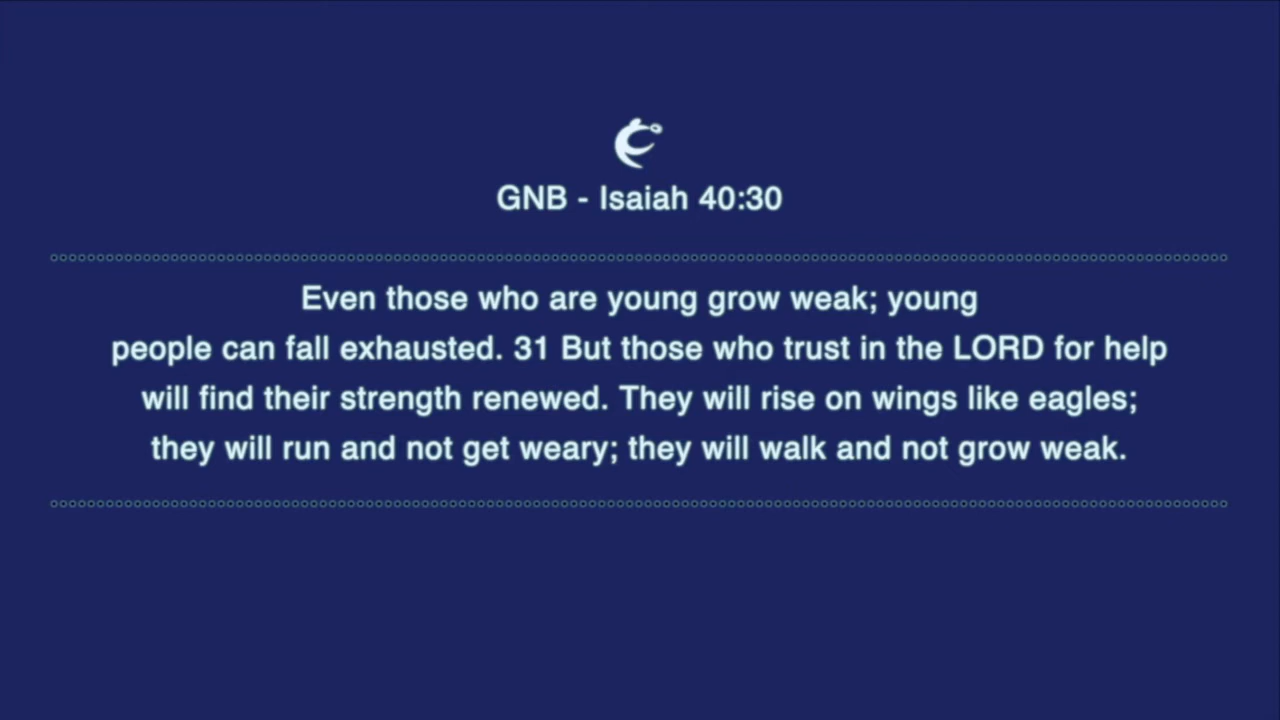 GNB - Isaiah 40:30
Even those who are young grow weak; young
people can fall exhausted. 31 But those who trust in the LORD for help
will find their strength renewed. They will rise on wings like eagles;
they will run and not get weary; they will walk and not grow weak.